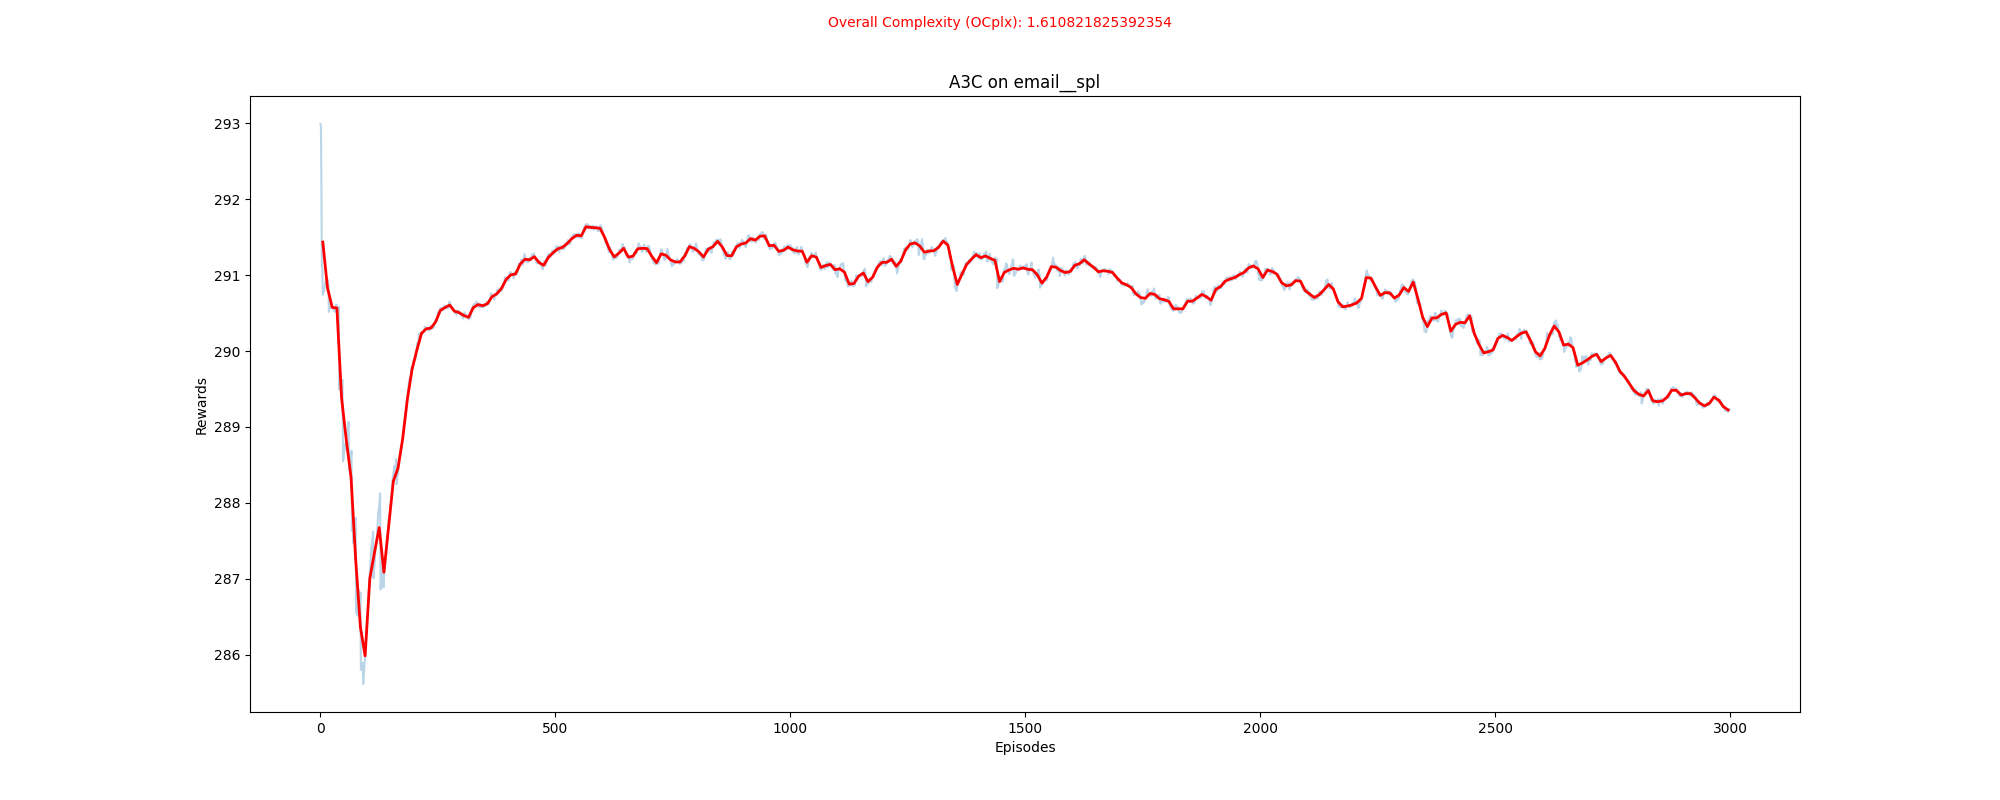 Overall Complexity (OCplx): 1.610821825392354
A3C on email__spl
293
292
291
290
289
288
287
286
Rewards
0 500 1000 1500 2000 2500 3000
Episodes